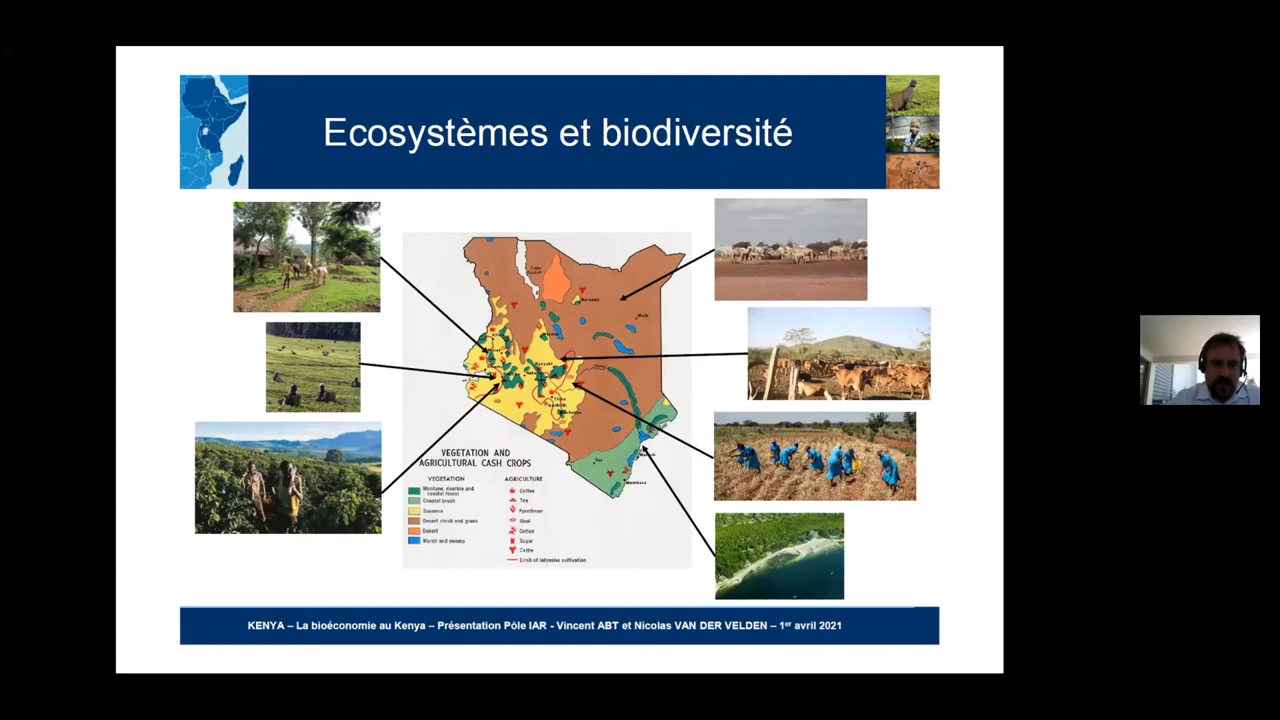 Ecosystèmes et biodiversité
VEGETATION AND
AGRICULTURAL CASH CROPS
VEGETATION
Montane, riverine and
coastal forest
Coastal brush
Savanna
Desert shrub and grass
Desert
Marsh and swamp
AGRICULTURE
Coffee
Tea
Pyrethrum
Sisal
Cotton
Sugar
Cattle
Limit of intensive cultivation
KENYA – La bioéconomie au Kenya – Présentation Pôle IAR - Vincent ABT et Nicolas VAN DER VELDEN – 1er avril 2021